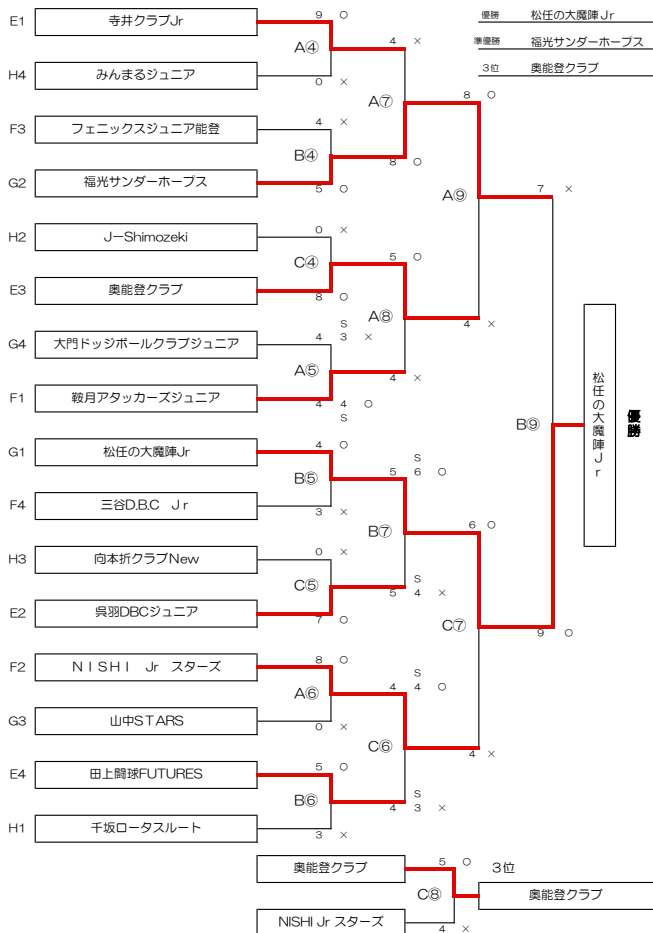 優勝 松任の大魔陣Jr
準優勝 福光サンダーホープス
3位 奥能登クラブ
E1 寺井クラブJr 9 ○
A④ 4 ×
H4 みんまるジュニア 0 ×
A⑦ 8 ○
F3 フェニックスジュニア能登 4 ×
B④ 8 ○
G2 福光サンダーホープス 5 ○
A⑨ 7 ×
H2 J−Shimozeki 0 ×
C④ 5 ○
E3 奥能登クラブ 8 ○
A⑧ 4 ×
S
G4 大門ドッジボールクラブジュニア 4 3 ×
A⑤ 4 ×
F1 鞍月アタッカーズジュニア 4 4 ○
S
B⑨ 松任の大魔陣Jr 優勝
G1 松任の大魔陣Jr 4 ○
S
B⑤ 5 6 ○
F4 三谷D.B.C Jr 3 ×
B⑦ 6 ○
H3 向本折クラブNew 0 ×
S
C⑤ 5 4 ×
E2 呉羽DBCジュニア 7 ○
C⑦ 9 ○
F2 NISHI Jr スターズ 8 ○
S
A⑥ 4 4 ○
G3 山中STARS 0 ×
C⑥ 4 ×
E4 田上闘球FUTURES 5 ○
S
B⑥ 4 3 ×
H1 千坂ロータスルート 3 ×
奥能登クラブ 5 ○ 3位
C⑧ 奥能登クラブ
NISHI Jr スターズ 4 ×